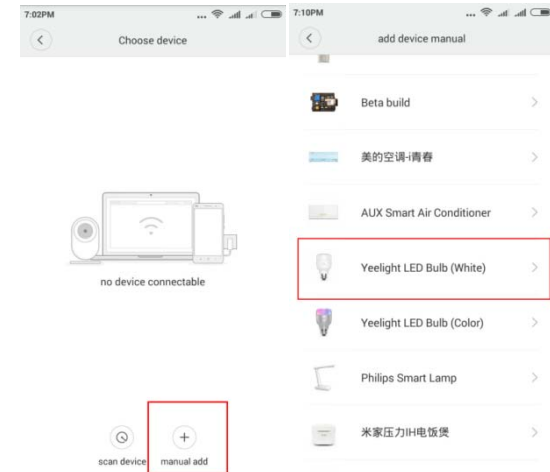 7:02PM
Choose device
no device connectable
scan device
manual add
7:10PM
add device manual
Beta build
美的空调-i青春
AUX Smart Air Conditioner
Yeelight LED Bulb (White)
Yeelight LED Bulb (Color)
Philips Smart Lamp
米家压力IH电饭煲